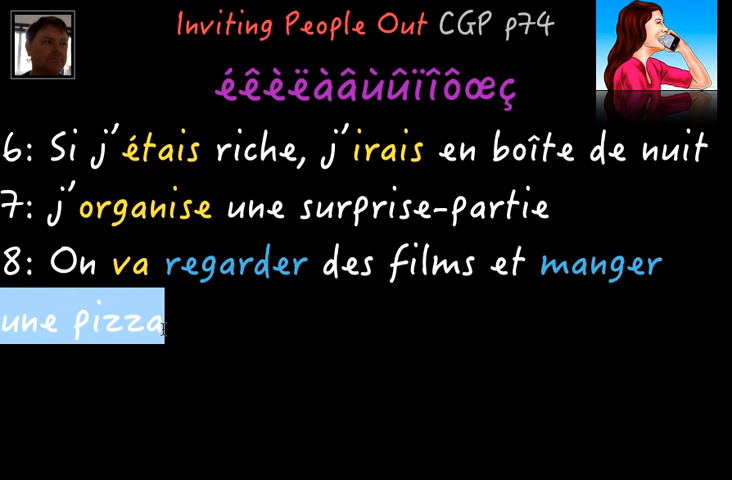 Inviting People Out CGP p74
éêèëàâùûïîôœç
6: Si j'étais riche, j'irais en boîte de nuit
7: j'organise une surprise-partie
8: On va regarder des films et manger
une pizza